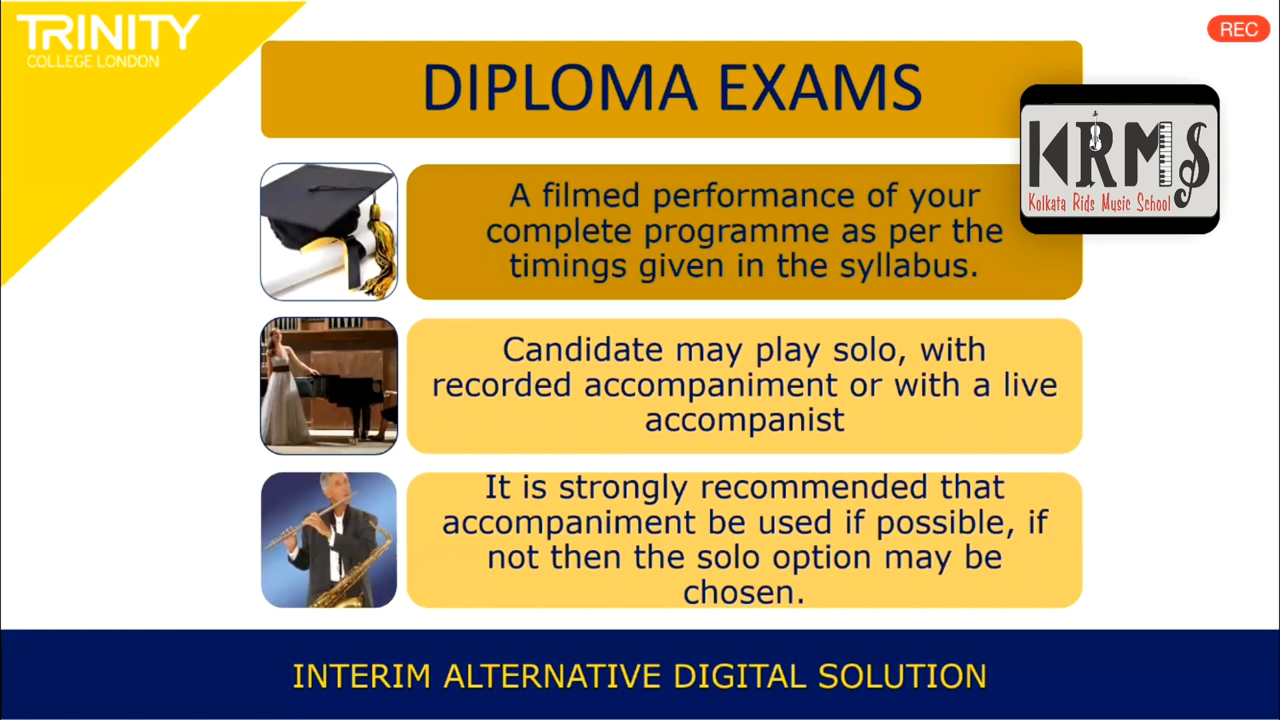 TRINITY
COLLEGE LONDON
REC
DIPLOMA EXAMS
KRMS
Kolkata Rids Music School
A filmed performance of your
complete programme as per the
timings given in the syllabus.
Candidate may play solo, with
recorded accompaniment or with a live
accompanist
It is strongly recommended that
accompaniment be used if possible, if
not then the solo option may be
chosen.
INTERIM ALTERNATIVE DIGITAL SOLUTION